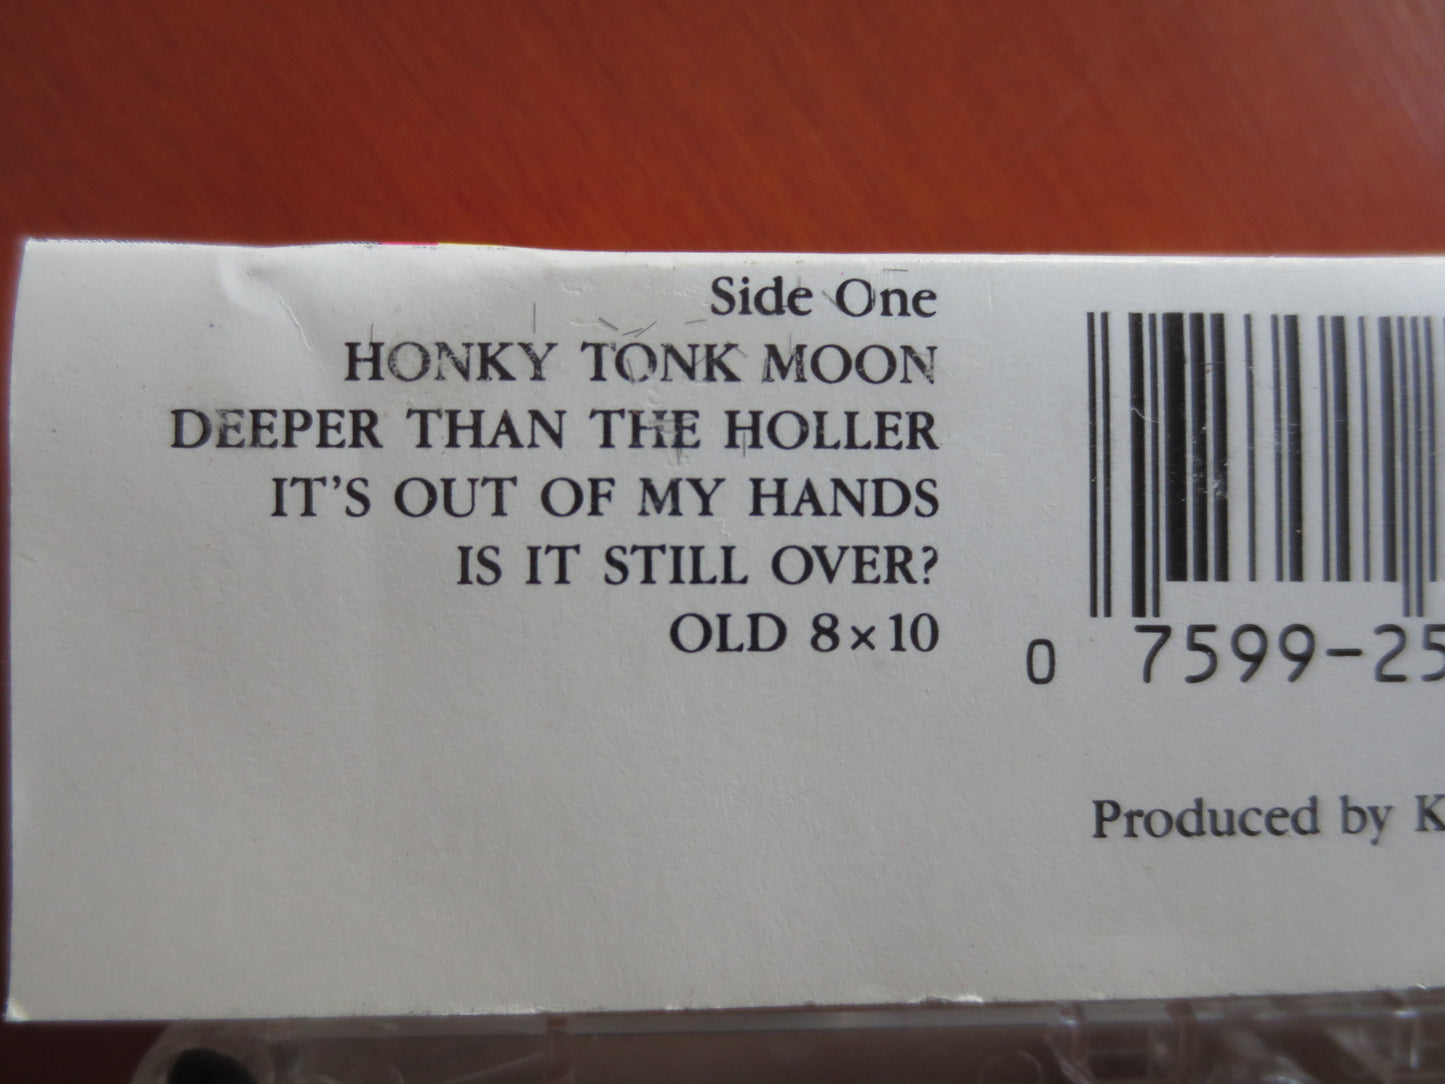 Side One
HONKY TONK MOON
DEEPER THAN THE HOLLER
IT'S OUT OF MY HANDS
IS IT STILL OVER?
OLD 8×10
0 7599-25
Produced by K